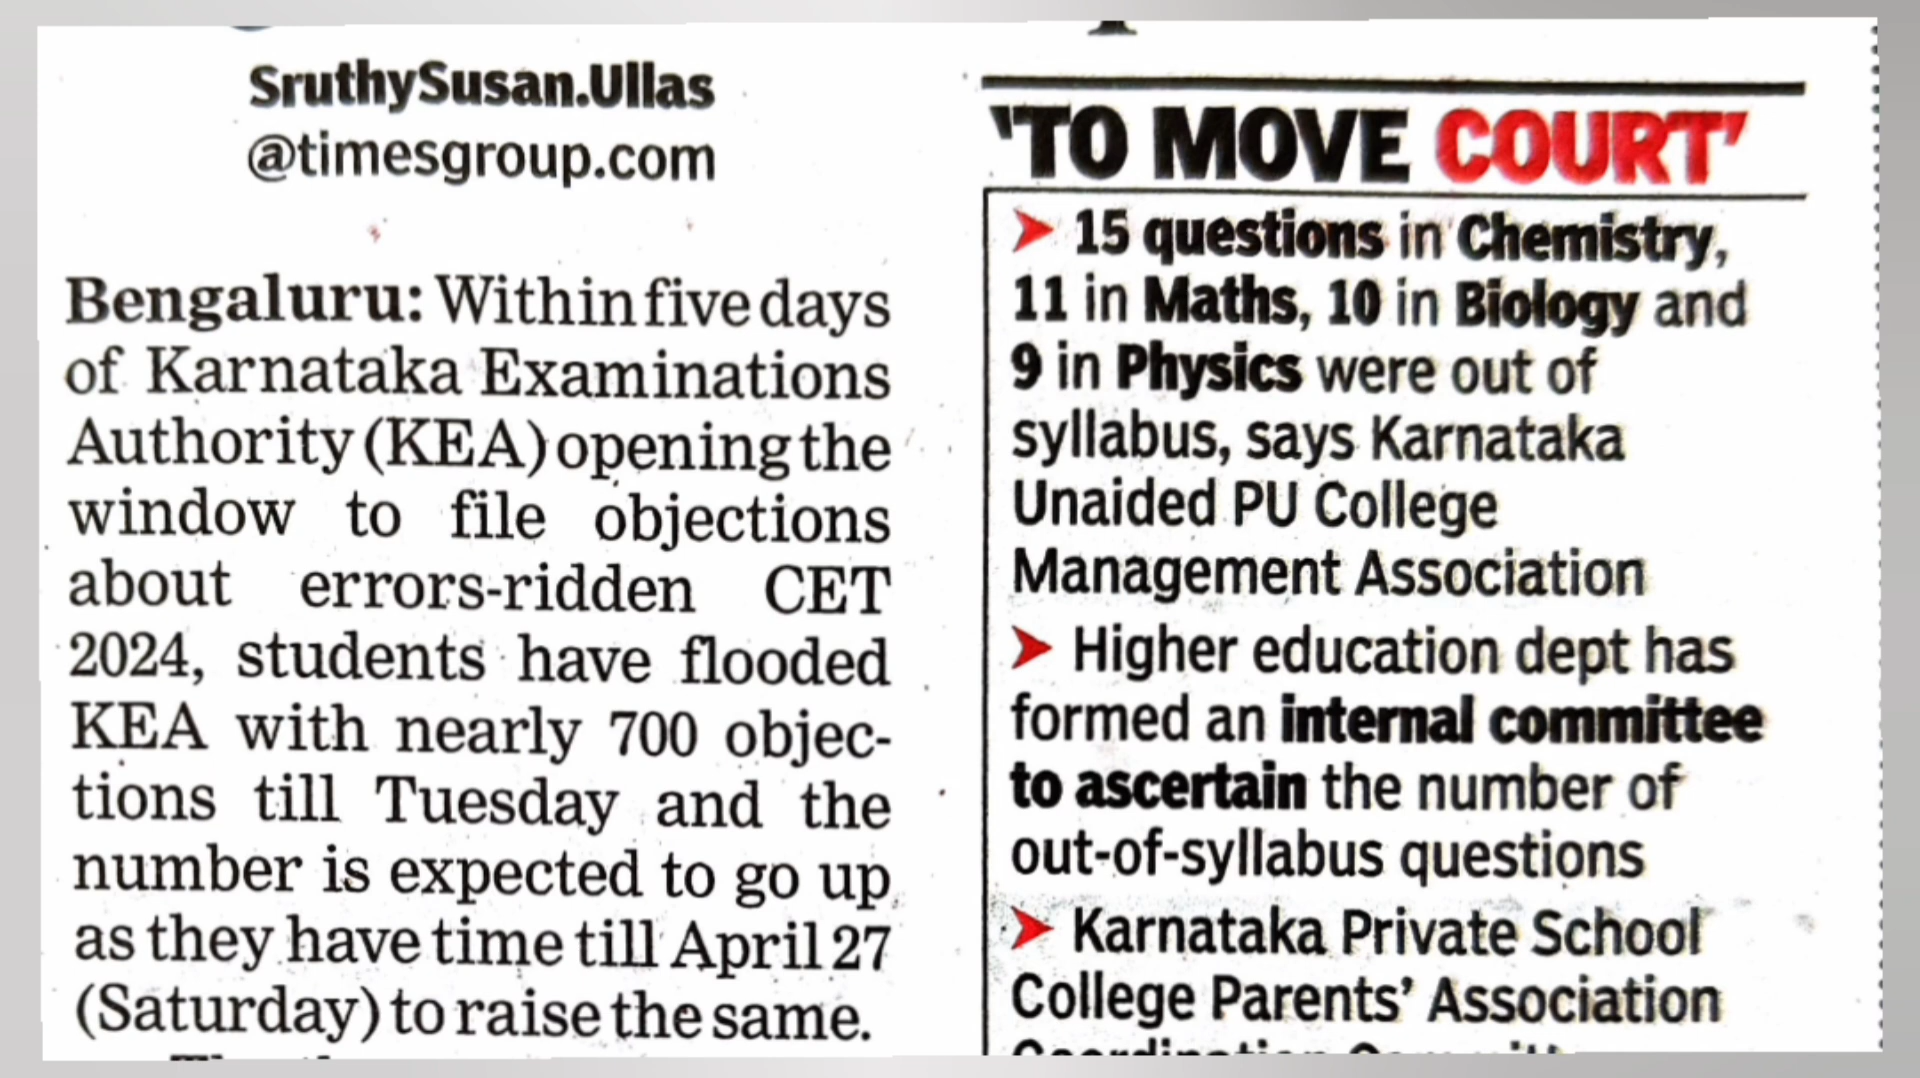 SruthySusan.Ullas
@timesgroup.com
Bengaluru: Within five days
of Karnataka Examinations
Authority (KEA) opening the
window to file objections
about errors-ridden CET
2024, students have flooded
KEA with nearly 700 objec-
tions till Tuesday and the
number is expected to go up
as they have time till April 27
(Saturday) to raise the same.
'TO MOVE COURT'
➤ 15 questions in Chemistry,
11 in Maths, 10 in Biology and
9 in Physics were out of
syllabus, says Karnataka
Unaided PU College
Management Association
➤ Higher education dept has
formed an internal committee
to ascertain the number of
out-of-syllabus questions
➤ Karnataka Private School
College Parents' Association